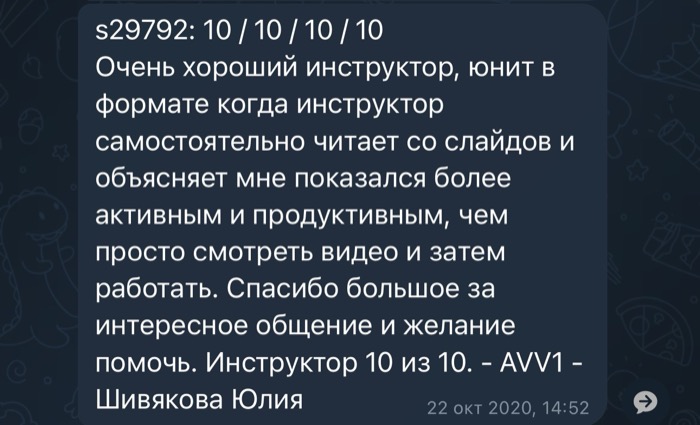 s29792: 10 / 10 / 10 / 10
Очень хороший инструктор, юнит в
формате когда инструктор
самостоятельно читает со слайдов и
объясняет мне показался более
активным и продуктивным, чем
просто смотреть видео и затем
работать. Спасибо большое за
интересное общение и желание
помочь. Инструктор 10 из 10. - AVV1 -
Шивякова Юлия
22 окт 2020, 14:52